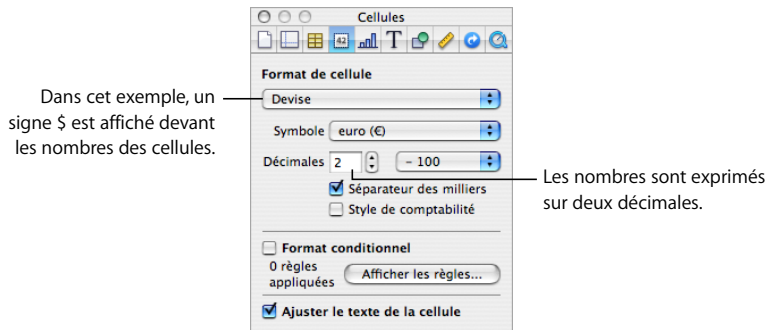 Cellules
42
T
Format de cellule
Devise
Dans cet exemple, un
signe $ est affiché devant
les nombres des cellules.
Symbole euro (€)
Décimales 2 - 100
Les nombres sont exprimés
sur deux décimales.
Séparateur des milliers
Style de comptabilité
Format conditionnel
0 règles
appliquées
Afficher les règles...
Ajuster le texte de la cellule